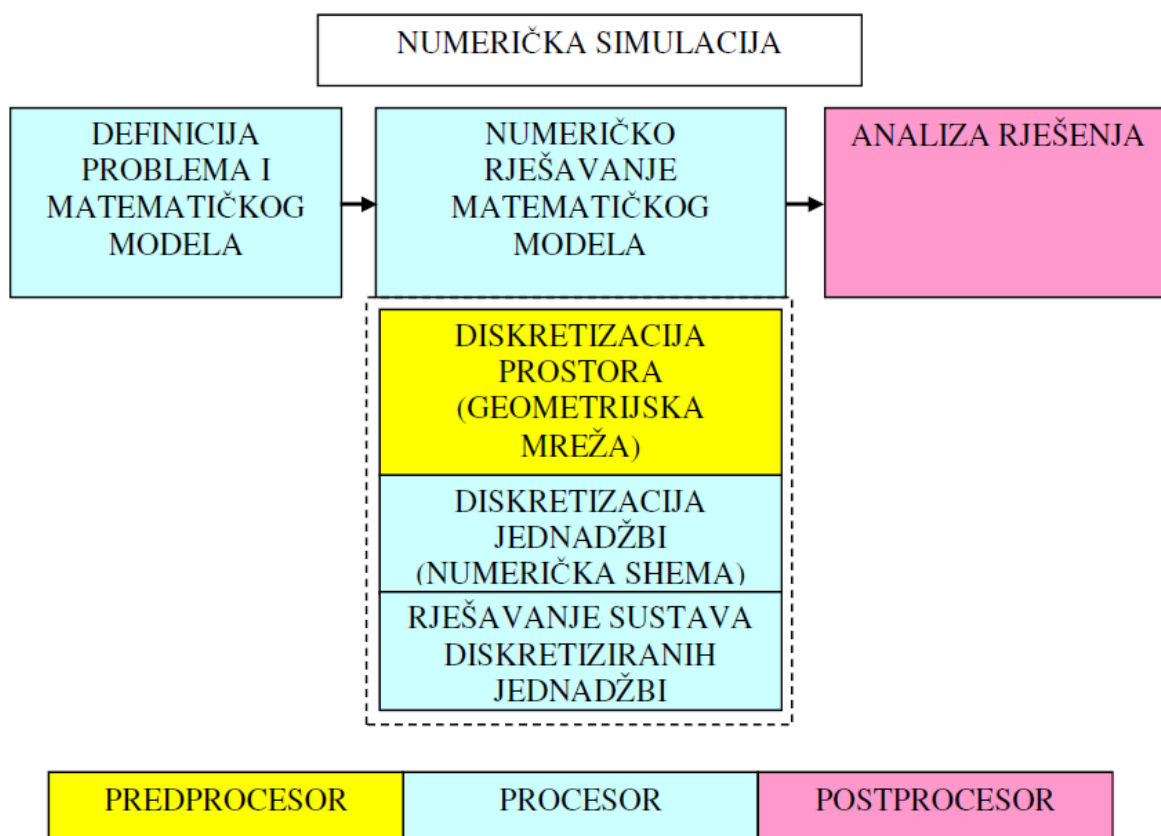 NUMERIČKA SIMULACIJA
DEFINICIJA
PROBLEMA I
MATEMATIČKOG
MODELA
NUMERIČKO
RJEŠAVANJE
MATEMATIČKOG
MODELA
ANALIZA RJEŠENJA
DISKRETIZACIJA
PROSTORA
(GEOMETRIJSKA
MREŽA)
DISKRETIZACIJA
JEDNADŽBI
(NUMERIČKA SHEMA)
RJEŠAVANJE SUSTAVA
DISKRETIZIRANIH
JEDNADŽBI
PREDPROCESOR
PROCESOR
POSTPROCESOR